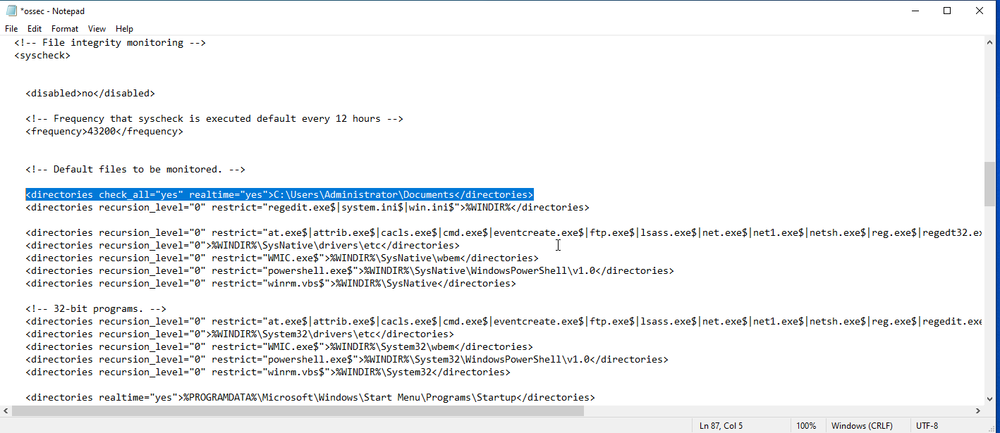 *ossec - Notepad
File Edit Format View Help
<!-- File integrity monitoring -->
<syscheck>
<disabled>no</disabled>
<!-- Frequency that syscheck is executed default every 12 hours -->
<frequency>43200</frequency>
<!-- Default files to be monitored. -->
<directories check_all="yes" realtime="yes">C:\Users\Administrator\Documents</directories>
<directories recursion_level="0" restrict="regedit.exe$|system.ini$|win.ini$">%WINDIR%</directories>
<directories recursion_level="0" restrict="at.exe$|attrib.exe$|cacls.exe$|cmd.exe$|eventcreate.exe$|ftp.exe$|lsass.exe$|net.exe$|net1.exe$|netsh.exe$|reg.exe$|regedt32.ex
<directories recursion_level="0">%WINDIR%\SysNative\drivers\etc</directories>
<directories recursion_level="0" restrict="WMIC.exe$">%WINDIR%\SysNative\wbem</directories>
<directories recursion_level="0" restrict="powershell.exe$">%WINDIR%\SysNative\WindowsPowerShell\v1.0</directories>
<directories recursion_level="0" restrict="winrm.vbs$">%WINDIR%\SysNative</directories>
<!-- 32-bit programs. -->
<directories recursion_level="0" restrict="at.exe$|attrib.exe$|cacls.exe$|cmd.exe$|eventcreate.exe$|ftp.exe$|lsass.exe$|net.exe$|net1.exe$|netsh.exe$|reg.exe$|regedit.exe
<directories recursion_level="0">%WINDIR%\System32\drivers\etc</directories>
<directories recursion_level="0" restrict="WMIC.exe$">%WINDIR%\System32\wbem</directories>
<directories recursion_level="0" restrict="powershell.exe$">%WINDIR%\System32\WindowsPowerShell\v1.0</directories>
<directories recursion_level="0" restrict="winrm.vbs$">%WINDIR%\System32</directories>
<directories realtime="yes">%PROGRAMDATA%\Microsoft\Windows\Start Menu\Programs\Startup</directories>
Ln 87, Col 5 100% Windows (CRLF) UTF-8